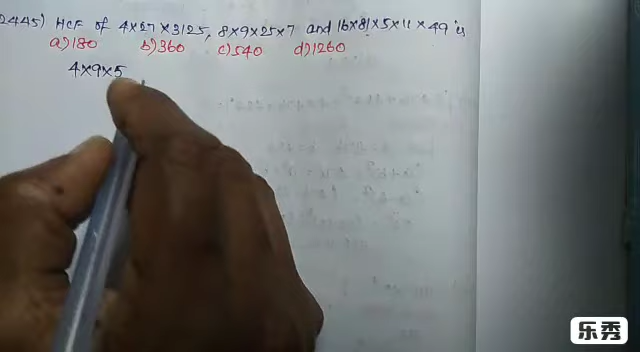 2445) HCF of 4×27×3125, 8×9×25×7 and 16×81×5×11×49 is
a) 180 b) 360 c) 540 d) 1260
4×9×5
乐秀